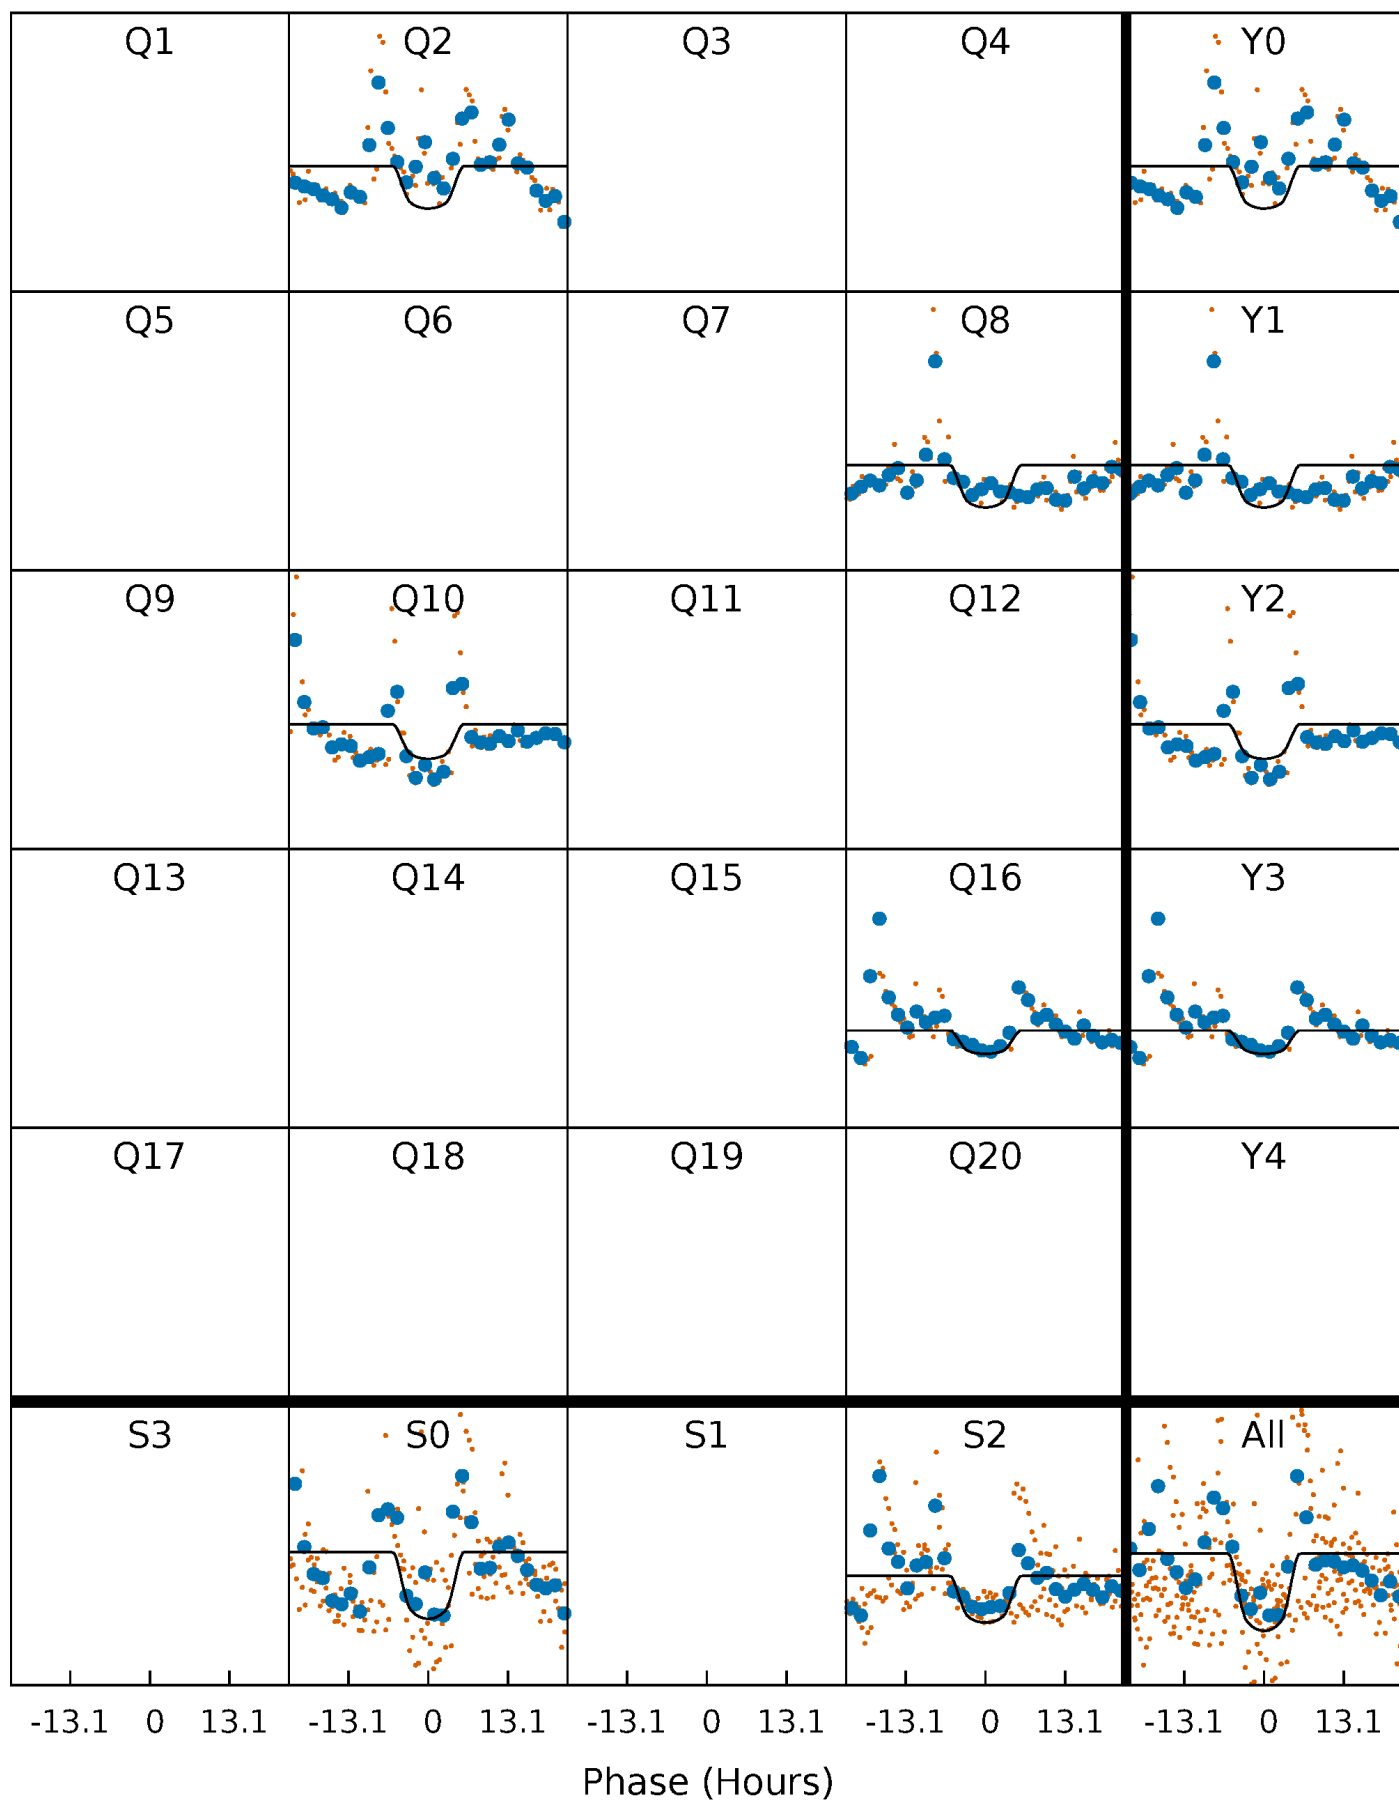 Q1 Q2 Q3 Q4 Y0
Q5 Q6 Q7 Q8 Y1
Q9 Q10 Q11 Q12 Y2
Q13 Q14 Q15 Q16 Y3
Q17 Q18 Q19 Q20 Y4
S3 S0 S1 S2 All
-13.1 0 13.1 -13.1 0 13.1 -13.1 0 13.1 -13.1 0 13.1 -13.1 0 13.1
Phase (Hours)